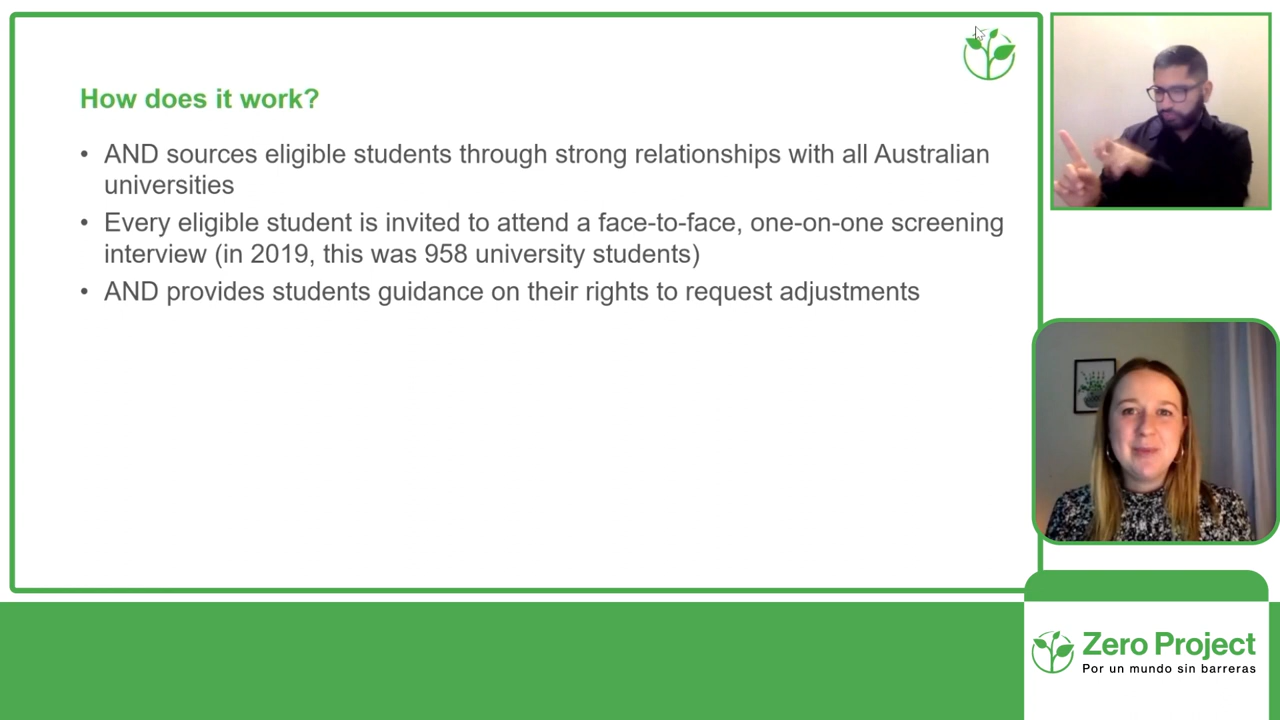 How does it work?
• AND sources eligible students through strong relationships with all Australian
universities
• Every eligible student is invited to attend a face-to-face, one-on-one screening
interview (in 2019, this was 958 university students)
• AND provides students guidance on their rights to request adjustments
Zero Project
Por un mundo sin barreras